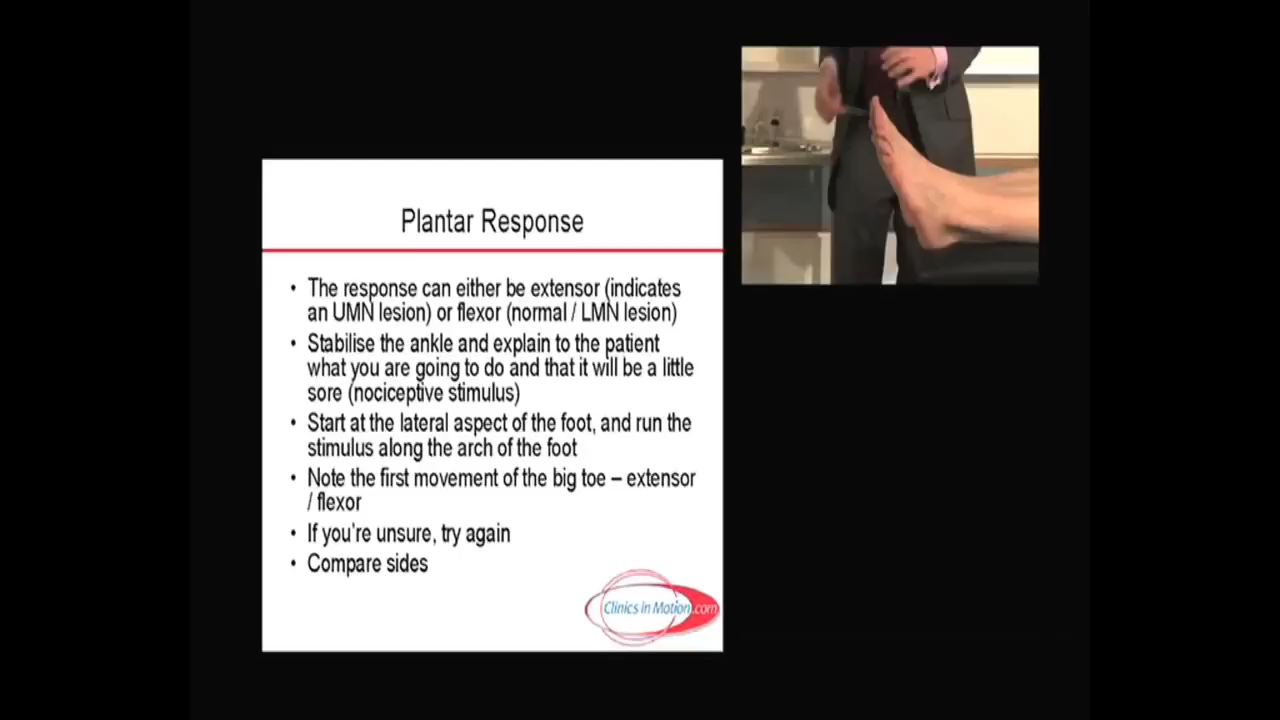 Plantar Response
• The response can either be extensor (indicates
an UMN lesion) or flexor (normal / LMN lesion)
• Stabilise the ankle and explain to the patient
what you are going to do and that it will be a little
sore (nociceptive stimulus)
• Start at the lateral aspect of the foot, and run the
stimulus along the arch of the foot
• Note the first movement of the big toe – extensor
/ flexor
• If you’re unsure, try again
• Compare sides
Clinics in Motion.com